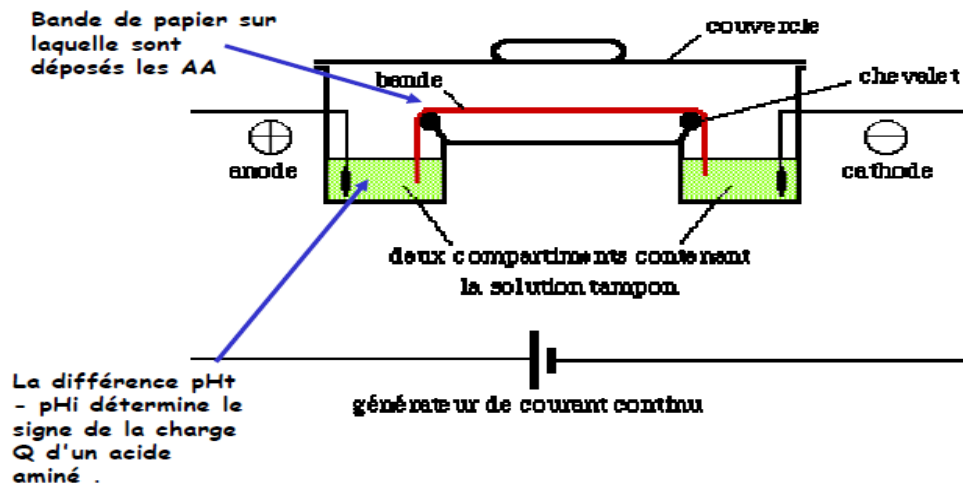 Bande de papier sur
laquelle sont
déposés les AA
couvercle
bande
chevalet
anode
cathode
deux compartiments contenant
la solution tampon
La différence pHt
- pHi détermine le
signe de la charge
Q d'un acide
aminé .
générateur de courant continu